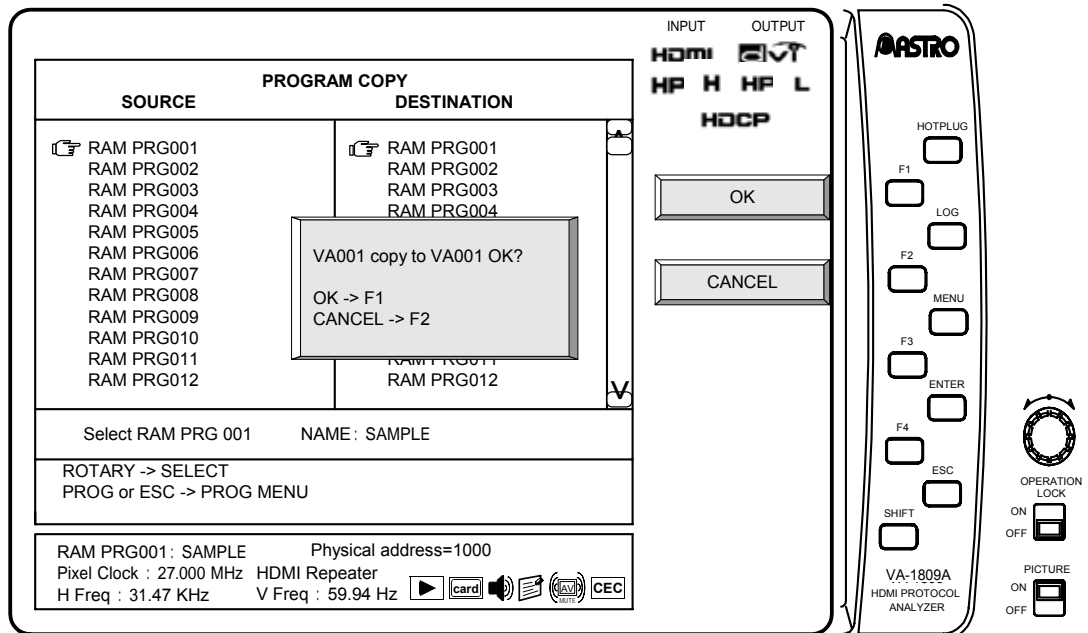 PROGRAM COPY
SOURCE
DESTINATION
RAM PRG001
RAM PRG002
RAM PRG003
RAM PRG004
RAM PRG005
RAM PRG006
RAM PRG007
RAM PRG008
RAM PRG009
RAM PRG010
RAM PRG011
RAM PRG012
RAM PRG001
RAM PRG002
RAM PRG003
RAM PRG004
RAM PRG011
RAM PRG012
VA001 copy to VA001 OK?
OK -> F1
CANCEL -> F2
Select RAM PRG 001 NAME : SAMPLE
ROTARY -> SELECT
PROG or ESC -> PROG MENU
RAM PRG001 : SAMPLE Physical address=1000
Pixel Clock : 27.000 MHz HDMI Repeater
H Freq : 31.47 KHz V Freq : 59.94 Hz
card
AV
MUTE
CEC
INPUT OUTPUT
HDMI DVI
HP H HP L
HDCP
OK
CANCEL
ASTRO
HOTPLUG
F1
LOG
F2
MENU
F3
ENTER
F4
ESC
SHIFT
VA-1809A
HDMI PROTOCOL
ANALYZER
OPERATION
LOCK
ON
OFF
PICTURE
ON
OFF